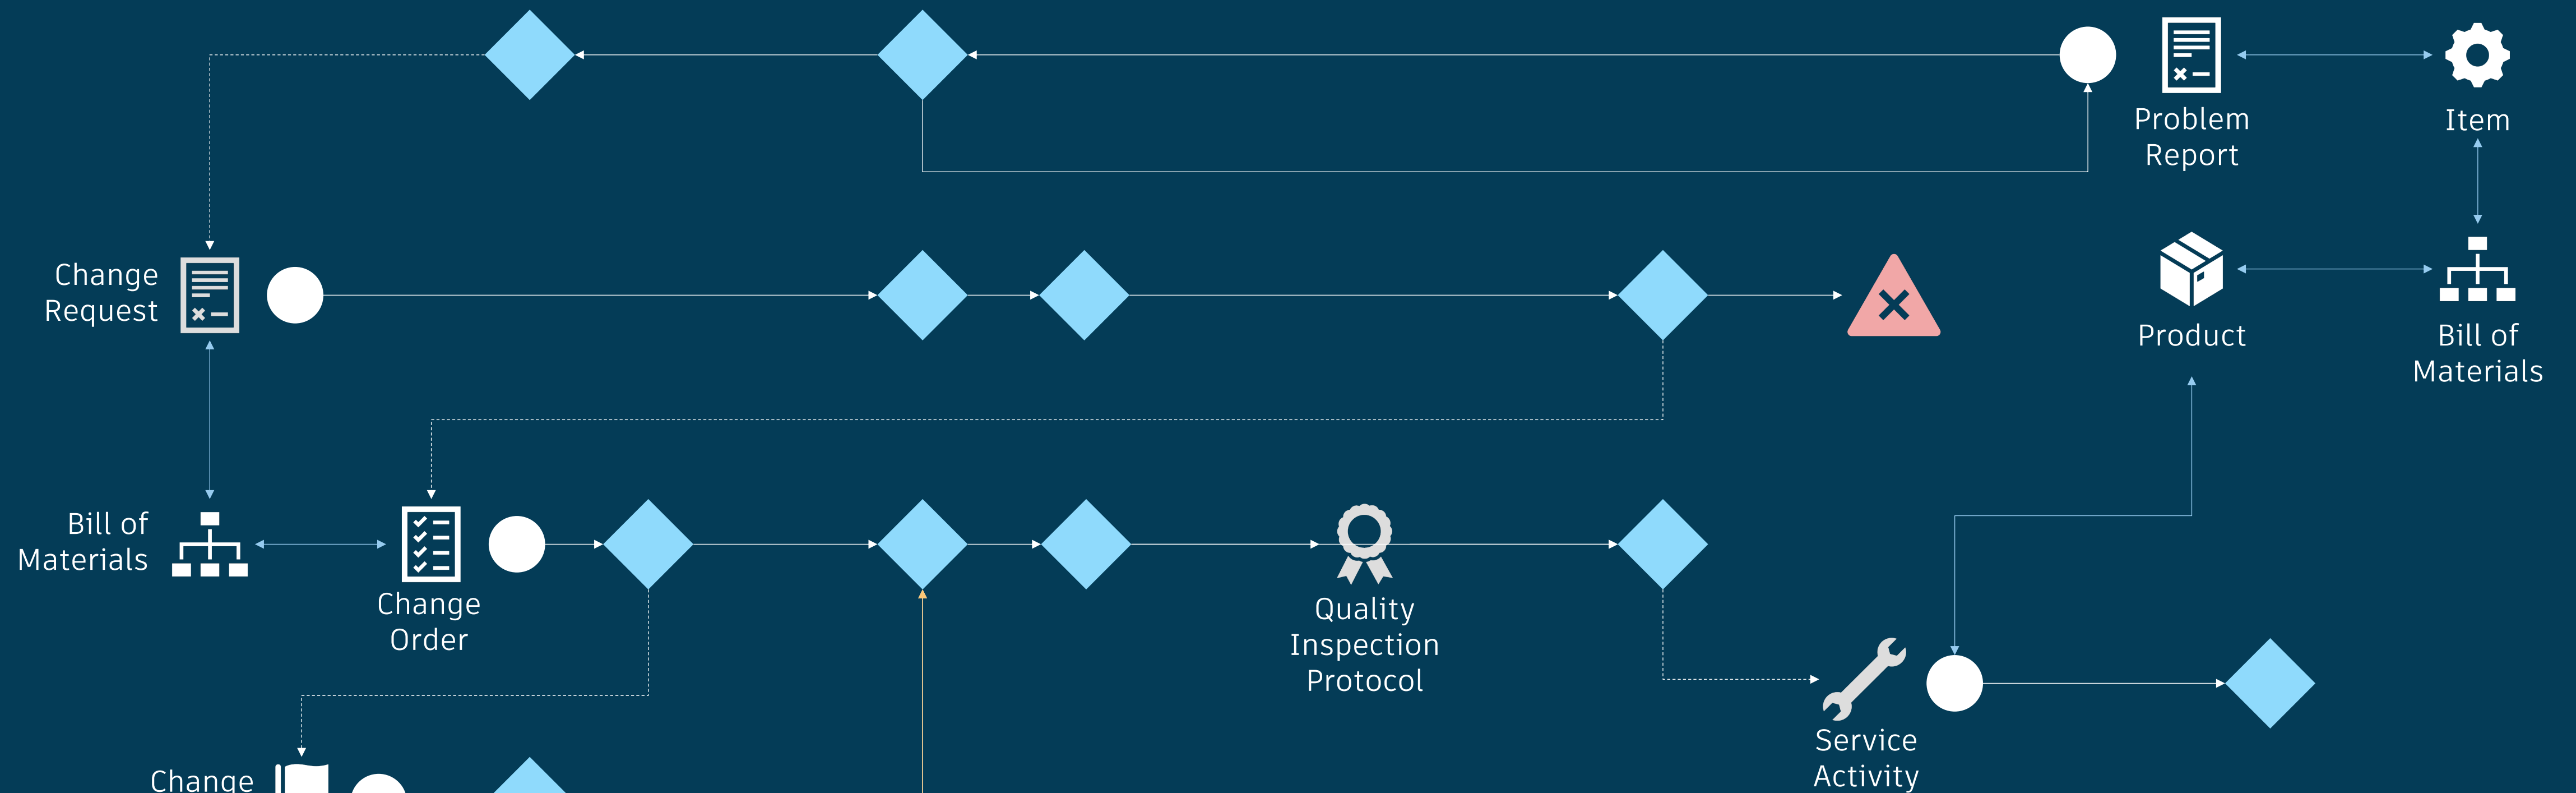 Problem
Report
Item
Change
Request
Product
Bill of
Materials
Bill of
Materials
Change
Order
Quality
Inspection
Protocol
Service
Activity
Change